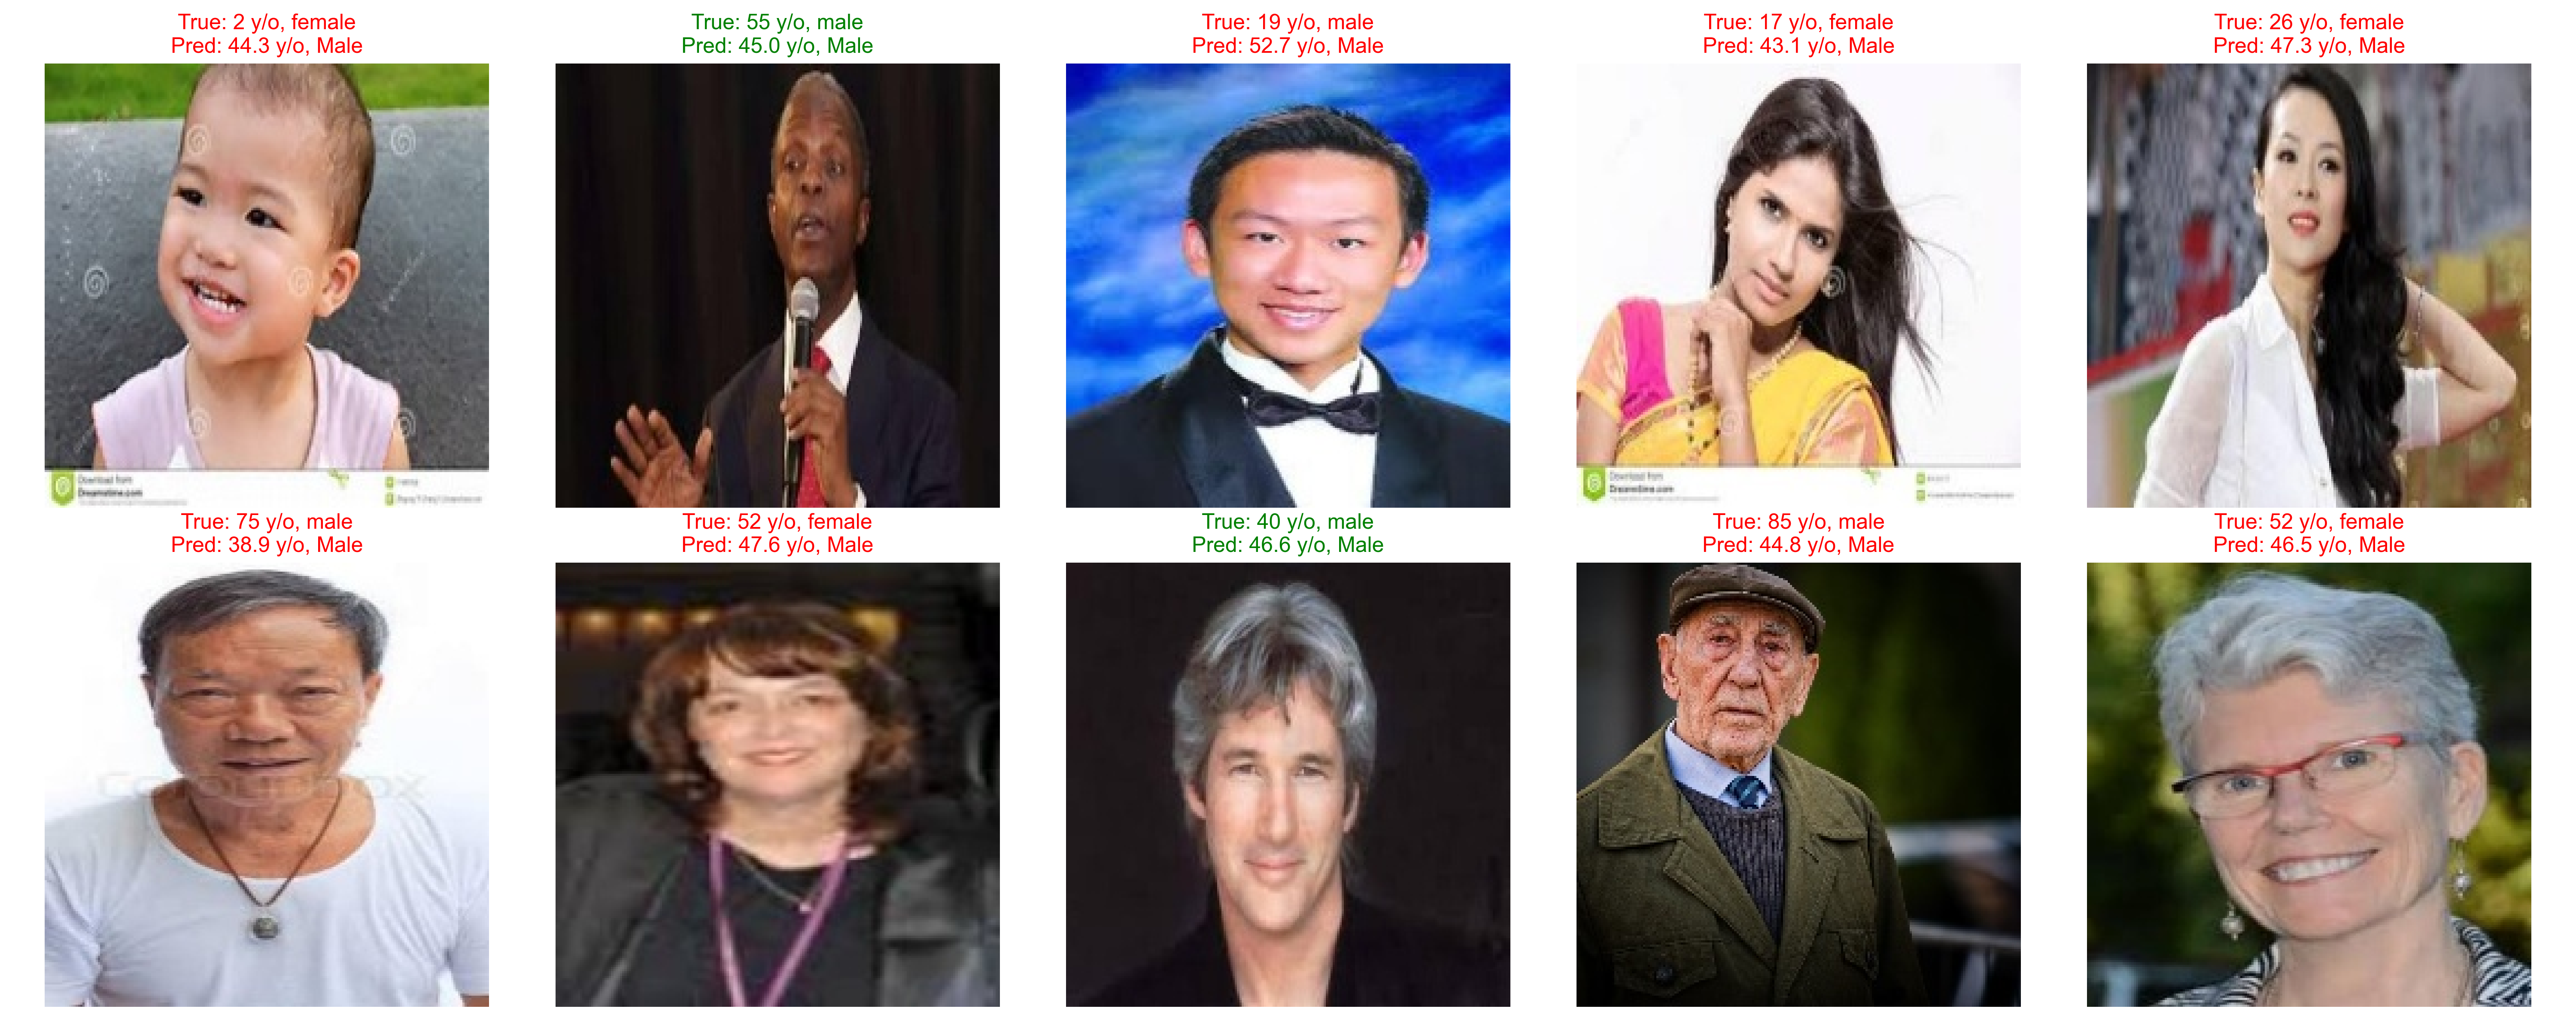 True: 2 y/o, female
Pred: 44.3 y/o, Male
True: 55 y/o, male
Pred: 45.0 y/o, Male
True: 19 y/o, male
Pred: 52.7 y/o, Male
True: 17 y/o, female
Pred: 43.1 y/o, Male
True: 26 y/o, female
Pred: 47.3 y/o, Male
Download from
Dreamstime.com
Download from
Dreamstime.com
True: 75 y/o, male
Pred: 38.9 y/o, Male
True: 52 y/o, female
Pred: 47.6 y/o, Male
True: 40 y/o, male
Pred: 46.6 y/o, Male
True: 85 y/o, male
Pred: 44.8 y/o, Male
True: 52 y/o, female
Pred: 46.5 y/o, Male